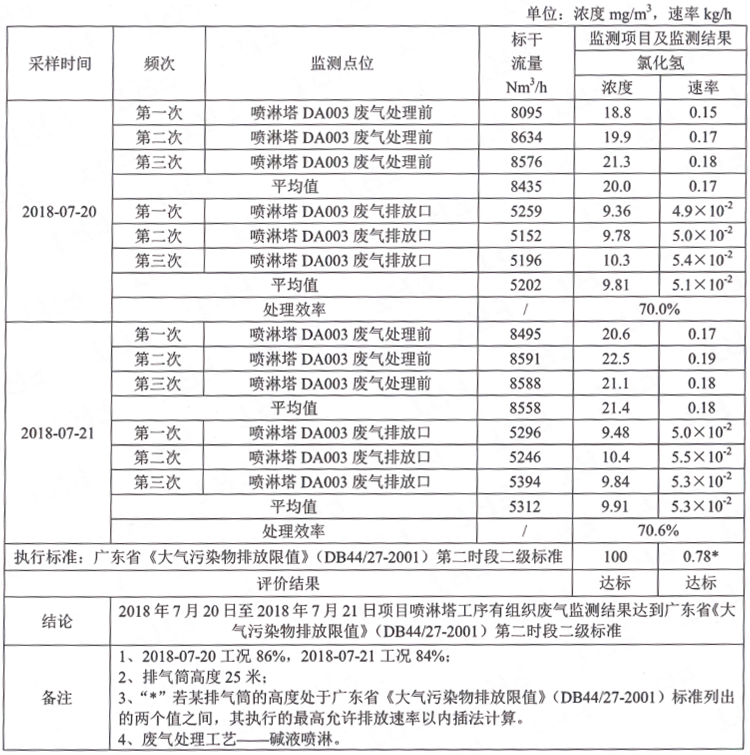 单位：浓度 mg/m³，速率 kg/h
采样时间 频次 监测点位 标干流量 Nm³/h 监测项目及监测结果
氯化氢
浓度 速率
2018-07-20 第一次 喷淋塔 DA003 废气处理前 8095 18.8 0.15
第二次 喷淋塔 DA003 废气处理前 8634 19.9 0.17
第三次 喷淋塔 DA003 废气处理前 8576 21.3 0.18
平均值 8435 20.0 0.17
第一次 喷淋塔 DA003 废气排放口 5259 9.36 4.9×10⁻²
第二次 喷淋塔 DA003 废气排放口 5152 9.78 5.0×10⁻²
第三次 喷淋塔 DA003 废气排放口 5196 10.3 5.4×10⁻²
平均值 5202 9.81 5.1×10⁻²
处理效率 / 70.0%
2018-07-21 第一次 喷淋塔 DA003 废气处理前 8495 20.6 0.17
第二次 喷淋塔 DA003 废气处理前 8591 22.5 0.19
第三次 喷淋塔 DA003 废气处理前 8588 21.1 0.18
平均值 8558 21.4 0.18
第一次 喷淋塔 DA003 废气排放口 5296 9.48 5.0×10⁻²
第二次 喷淋塔 DA003 废气排放口 5246 10.4 5.5×10⁻²
第三次 喷淋塔 DA003 废气排放口 5394 9.84 5.3×10⁻²
平均值 5312 9.91 5.3×10⁻²
处理效率 / 70.6%
执行标准：广东省《大气污染物排放限值》（DB44/27-2001）第二时段二级标准 100 0.78*
评价结果 达标 达标
结论 2018 年 7 月 20 日至 2018 年 7 月 21 日项目喷淋塔工序有组织废气监测结果达到广东省《大
气污染物排放限值》（DB44/27-2001）第二时段二级标准
备注 1、2018-07-20 工况 86%，2018-07-21 工况 84%；
2、排气筒高度 25 米；
3、“*”若某排气筒的高度处于广东省《大气污染物排放限值》（DB44/27-2001）标准列出
的两个值之间，其执行的最高允许排放速率以内插法计算。
4、废气处理工艺——碱液喷淋。